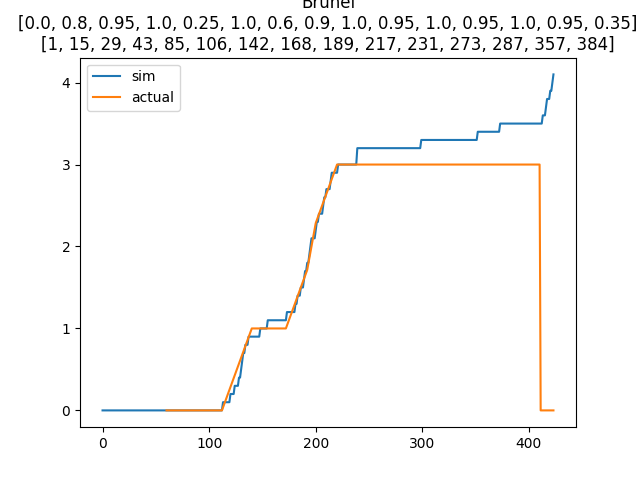 Brunel
[0.0, 0.8, 0.95, 1.0, 0.25, 1.0, 0.6, 0.9, 1.0, 0.95, 1.0, 0.95, 1.0, 0.95, 0.35]
[1, 15, 29, 43, 85, 106, 142, 168, 189, 217, 231, 273, 287, 357, 384]
sim
actual
4
3
2
1
0
0 100 200 300 400